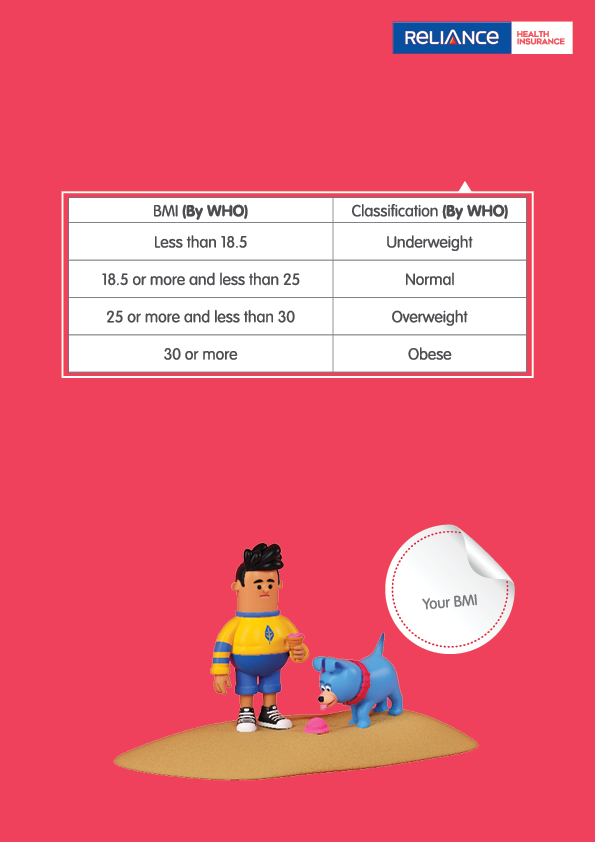 RELIANCE HEALTH
INSURANCE
BMI (By WHO) Classification (By WHO)
Less than 18.5 Underweight
18.5 or more and less than 25 Normal
25 or more and less than 30 Overweight
30 or more Obese
Your BMI